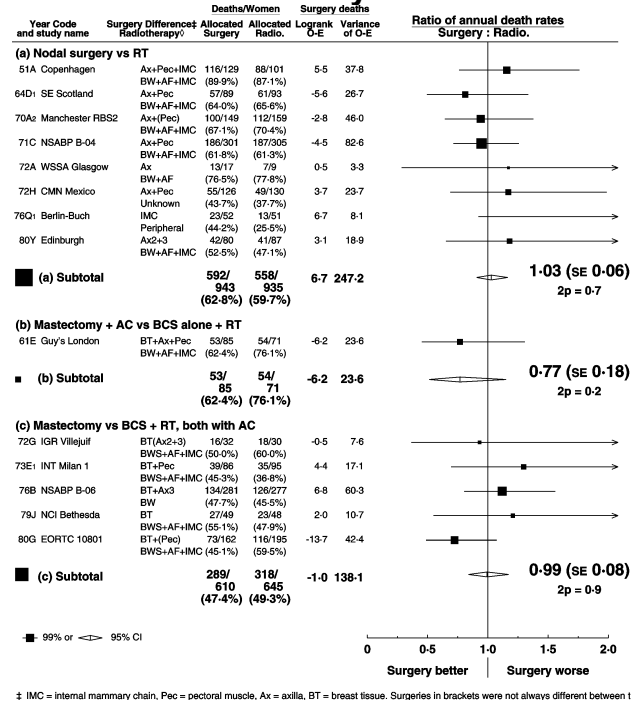 Deaths/Women Surgery deaths
Year Code Surgery Difference‡ Allocated Allocated Logrank Variance
and study name Radiotherapy◊ Surgery Radio. O-E of O-E
Ratio of annual death rates
Surgery : Radio.
(a) Nodal surgery vs RT
51A Copenhagen Ax+Pec+IMC 116/129 88/101 5·5 37·8
BW+AF+IMC (89·9%) (87·1%)
64D1 SE Scotland Ax+Pec 57/89 61/93 -5·6 26·7
BW+AF+IMC (64·0%) (65·6%)
70A2 Manchester RBS2 Ax+(Pec) 100/149 112/159 -2·8 46·0
BW+AF+IMC (67·1%) (70·4%)
71C NSABP B-04 Ax+Pec 186/301 187/305 -4·5 82·6
BW+AF+IMC (61·8%) (61·3%)
72A WSSA Glasgow Ax 13/17 7/9 0·5 3·3
BW+AF (76·5%) (77·8%)
72H CMN Mexico Ax+Pec 55/126 49/130 3·7 23·7
Unknown (43·7%) (37·7%)
76Q1 Berlin-Buch IMC 23/52 13/51 6·7 8·1
Peripheral (44·2%) (25·5%)
80Y Edinburgh Ax2+3 42/80 41/87 3·1 18·9
BW+AF+IMC (52·5%) (47·1%)
(a) Subtotal 592/ 558/ 6·7 247·2 1·03 (SE 0·06)
943 935
(62·8%) (59·7%) 2p = 0·7
(b) Mastectomy + AC vs BCS alone + RT
61E Guy's London BT+Ax+Pec 53/85 54/71 -6·2 23·6
BW+AF+IMC (62·4%) (76·1%)
(b) Subtotal 53/ 54/ -6·2 23·6 0·77 (SE 0·18)
85 71
(62·4%) (76·1%) 2p = 0·2
(c) Mastectomy vs BCS + RT, both with AC
72G IGR Villejuif BT(Ax2+3) 16/32 18/30 -0·5 7·6
BWS+AF+IMC (50·0%) (60·0%)
73E1 INT Milan 1 BT+Pec 39/86 35/95 4·4 17·1
BWS+AF+IMC (45·3%) (36·8%)
76B NSABP B-06 BT+Ax3 134/281 126/277 6·8 60·3
BW (47·7%) (45·5%)
79J NCI Bethesda BT 27/49 23/48 2·0 10·7
BWS+AF+IMC (55·1%) (47·9%)
80G EORTC 10801 BT+(Pec) 73/162 116/195 -13·7 42·4
BWS+AF+IMC (45·1%) (59·5%)
(c) Subtotal 289/ 318/ -1·0 138·1 0·99 (SE 0·08)
610 645
(47·4%) (49·3%) 2p = 0·9
99% or 95% CI
0 0·5 1·0 1·5 2·0
Surgery better Surgery worse
‡ IMC = internal mammary chain, Pec = pectoral muscle, Ax = axilla, BT = breast tissue. Surgeries in brackets were not always different between